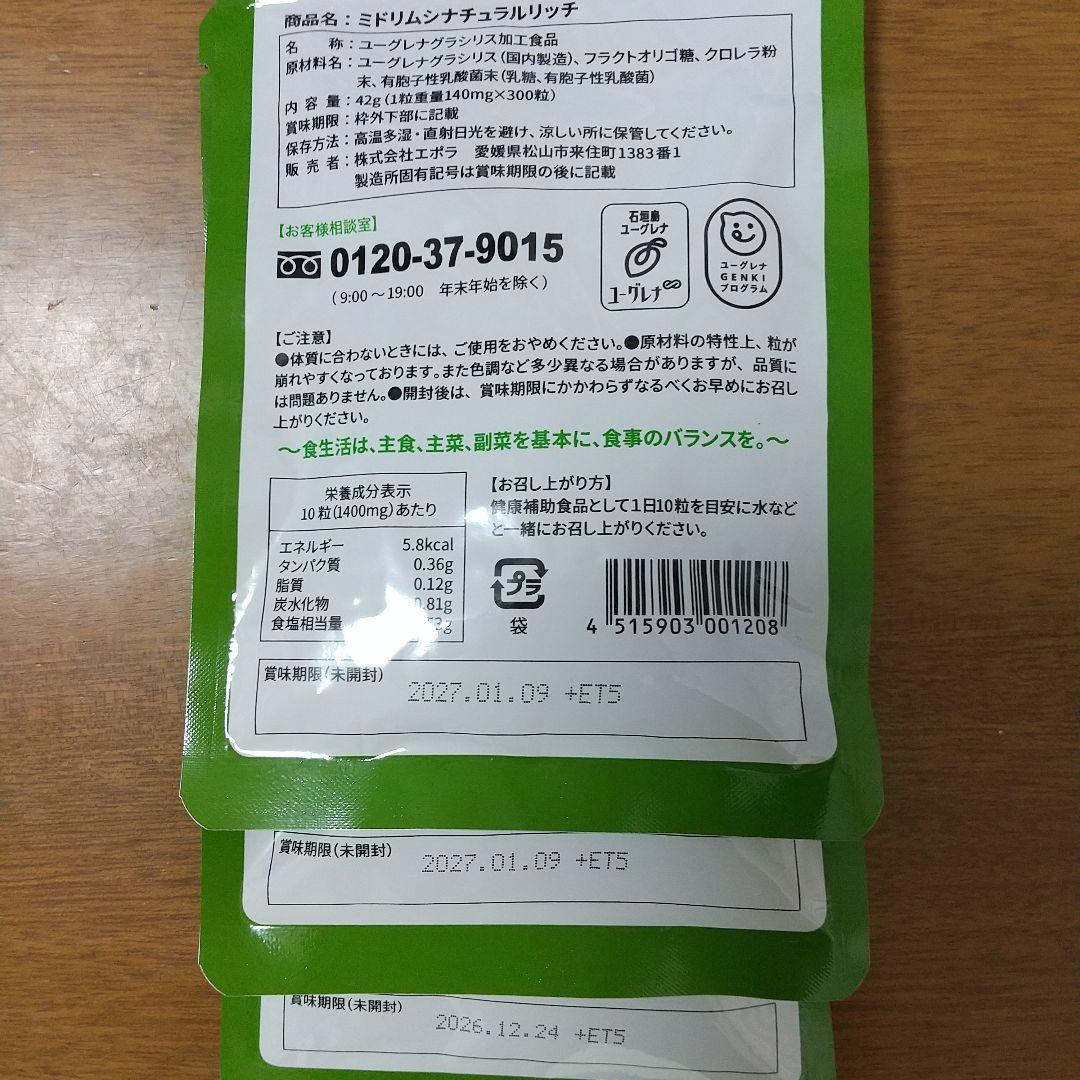 商品名：ミドリムシナチュラルリッチ
名　称：ユーグレナグラシリス加工食品
原材料名：ユーグレナグラシリス（国内製造）、フラクトオリゴ糖、クロレラ粉
末、有胞子性乳酸菌末（乳糖、有胞子性乳酸菌）
内容量：42g（1粒重量140mg×300粒）
賞味期限：枠外下部に記載
保存方法：高温多湿・直射日光を避け、涼しい所に保管してください。
販売者：株式会社エポラ　愛媛県松山市来住町1383番1
製造所固有記号は賞味期限の後に記載
【お客様相談室】
0120-37-9015
（9:00～19:00　年末年始を除く）
石垣島
ユーグレナ
ユーグレナ
ユーグレナ
GENKI
プログラム
【ご注意】
●体質に合わないときには、ご使用をおやめください。●原材料の特性上、粒が
崩れやすくなっております。また色調など多少異なる場合がありますが、品質に
は問題ありません。●開封後は、賞味期限にかかわらずなるべくお早めにお召し
上がりください。
～食生活は、主食、主菜、副菜を基本に、食事のバランスを。～
栄養成分表示
10粒（1400mg）あたり
エネルギー 5.8kcal
タンパク質 0.36g
脂質 0.12g
炭水化物 0.81g
食塩相当量
【お召し上がり方】
健康補助食品として1日10粒を目安に水など
と一緒にお召し上がりください。
プラ
袋
4 515903 001208
賞味期限（未開封）
2027.01.09 +ET5
賞味期限（未開封）
2027.01.09 +ET5
賞味期限（未開封）
2026.12.24 +ET5